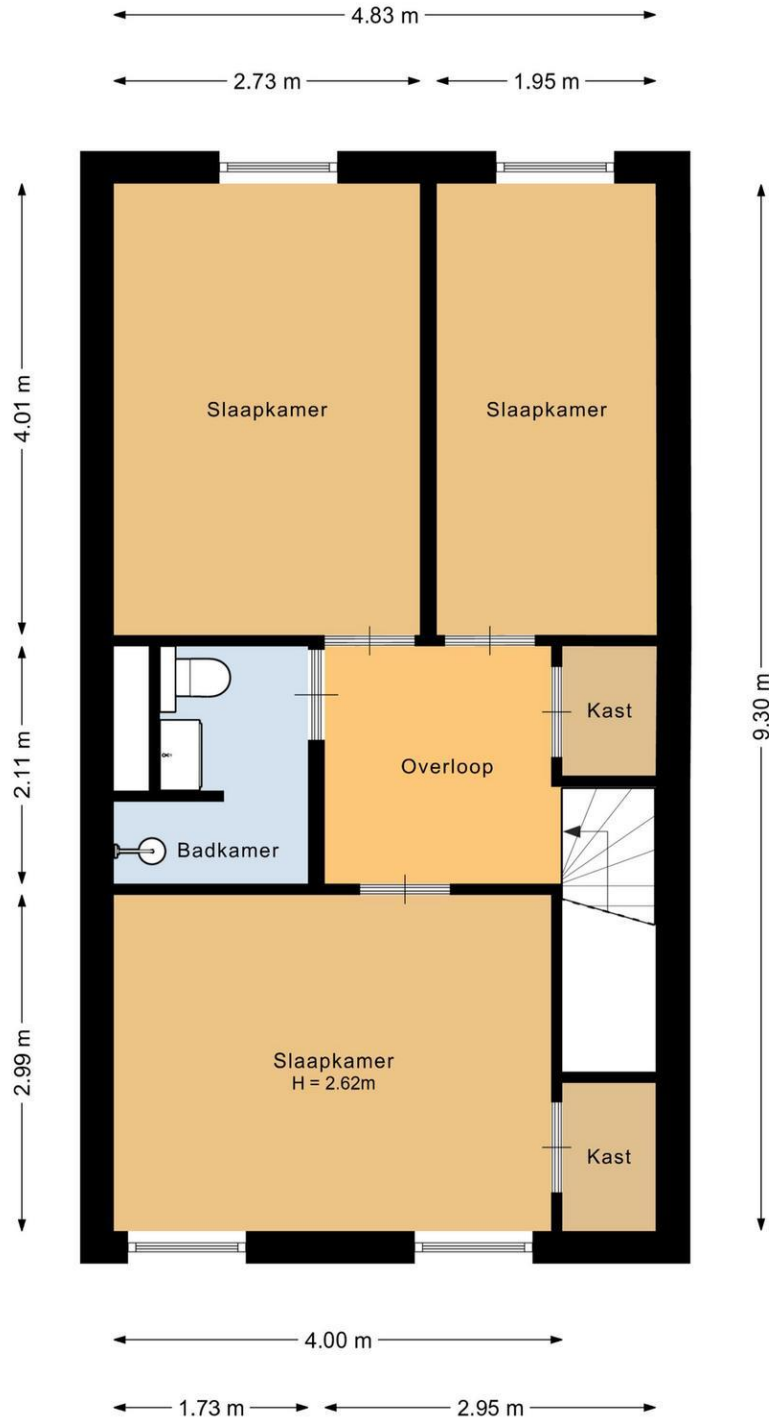 4.83 m
2.73 m
1.95 m
4.01 m
Slaapkamer
Slaapkamer
9.30 m
2.11 m
Kast
Overloop
Badkamer
2.99 m
Slaapkamer
H = 2.62m
Kast
4.00 m
1.73 m
2.95 m